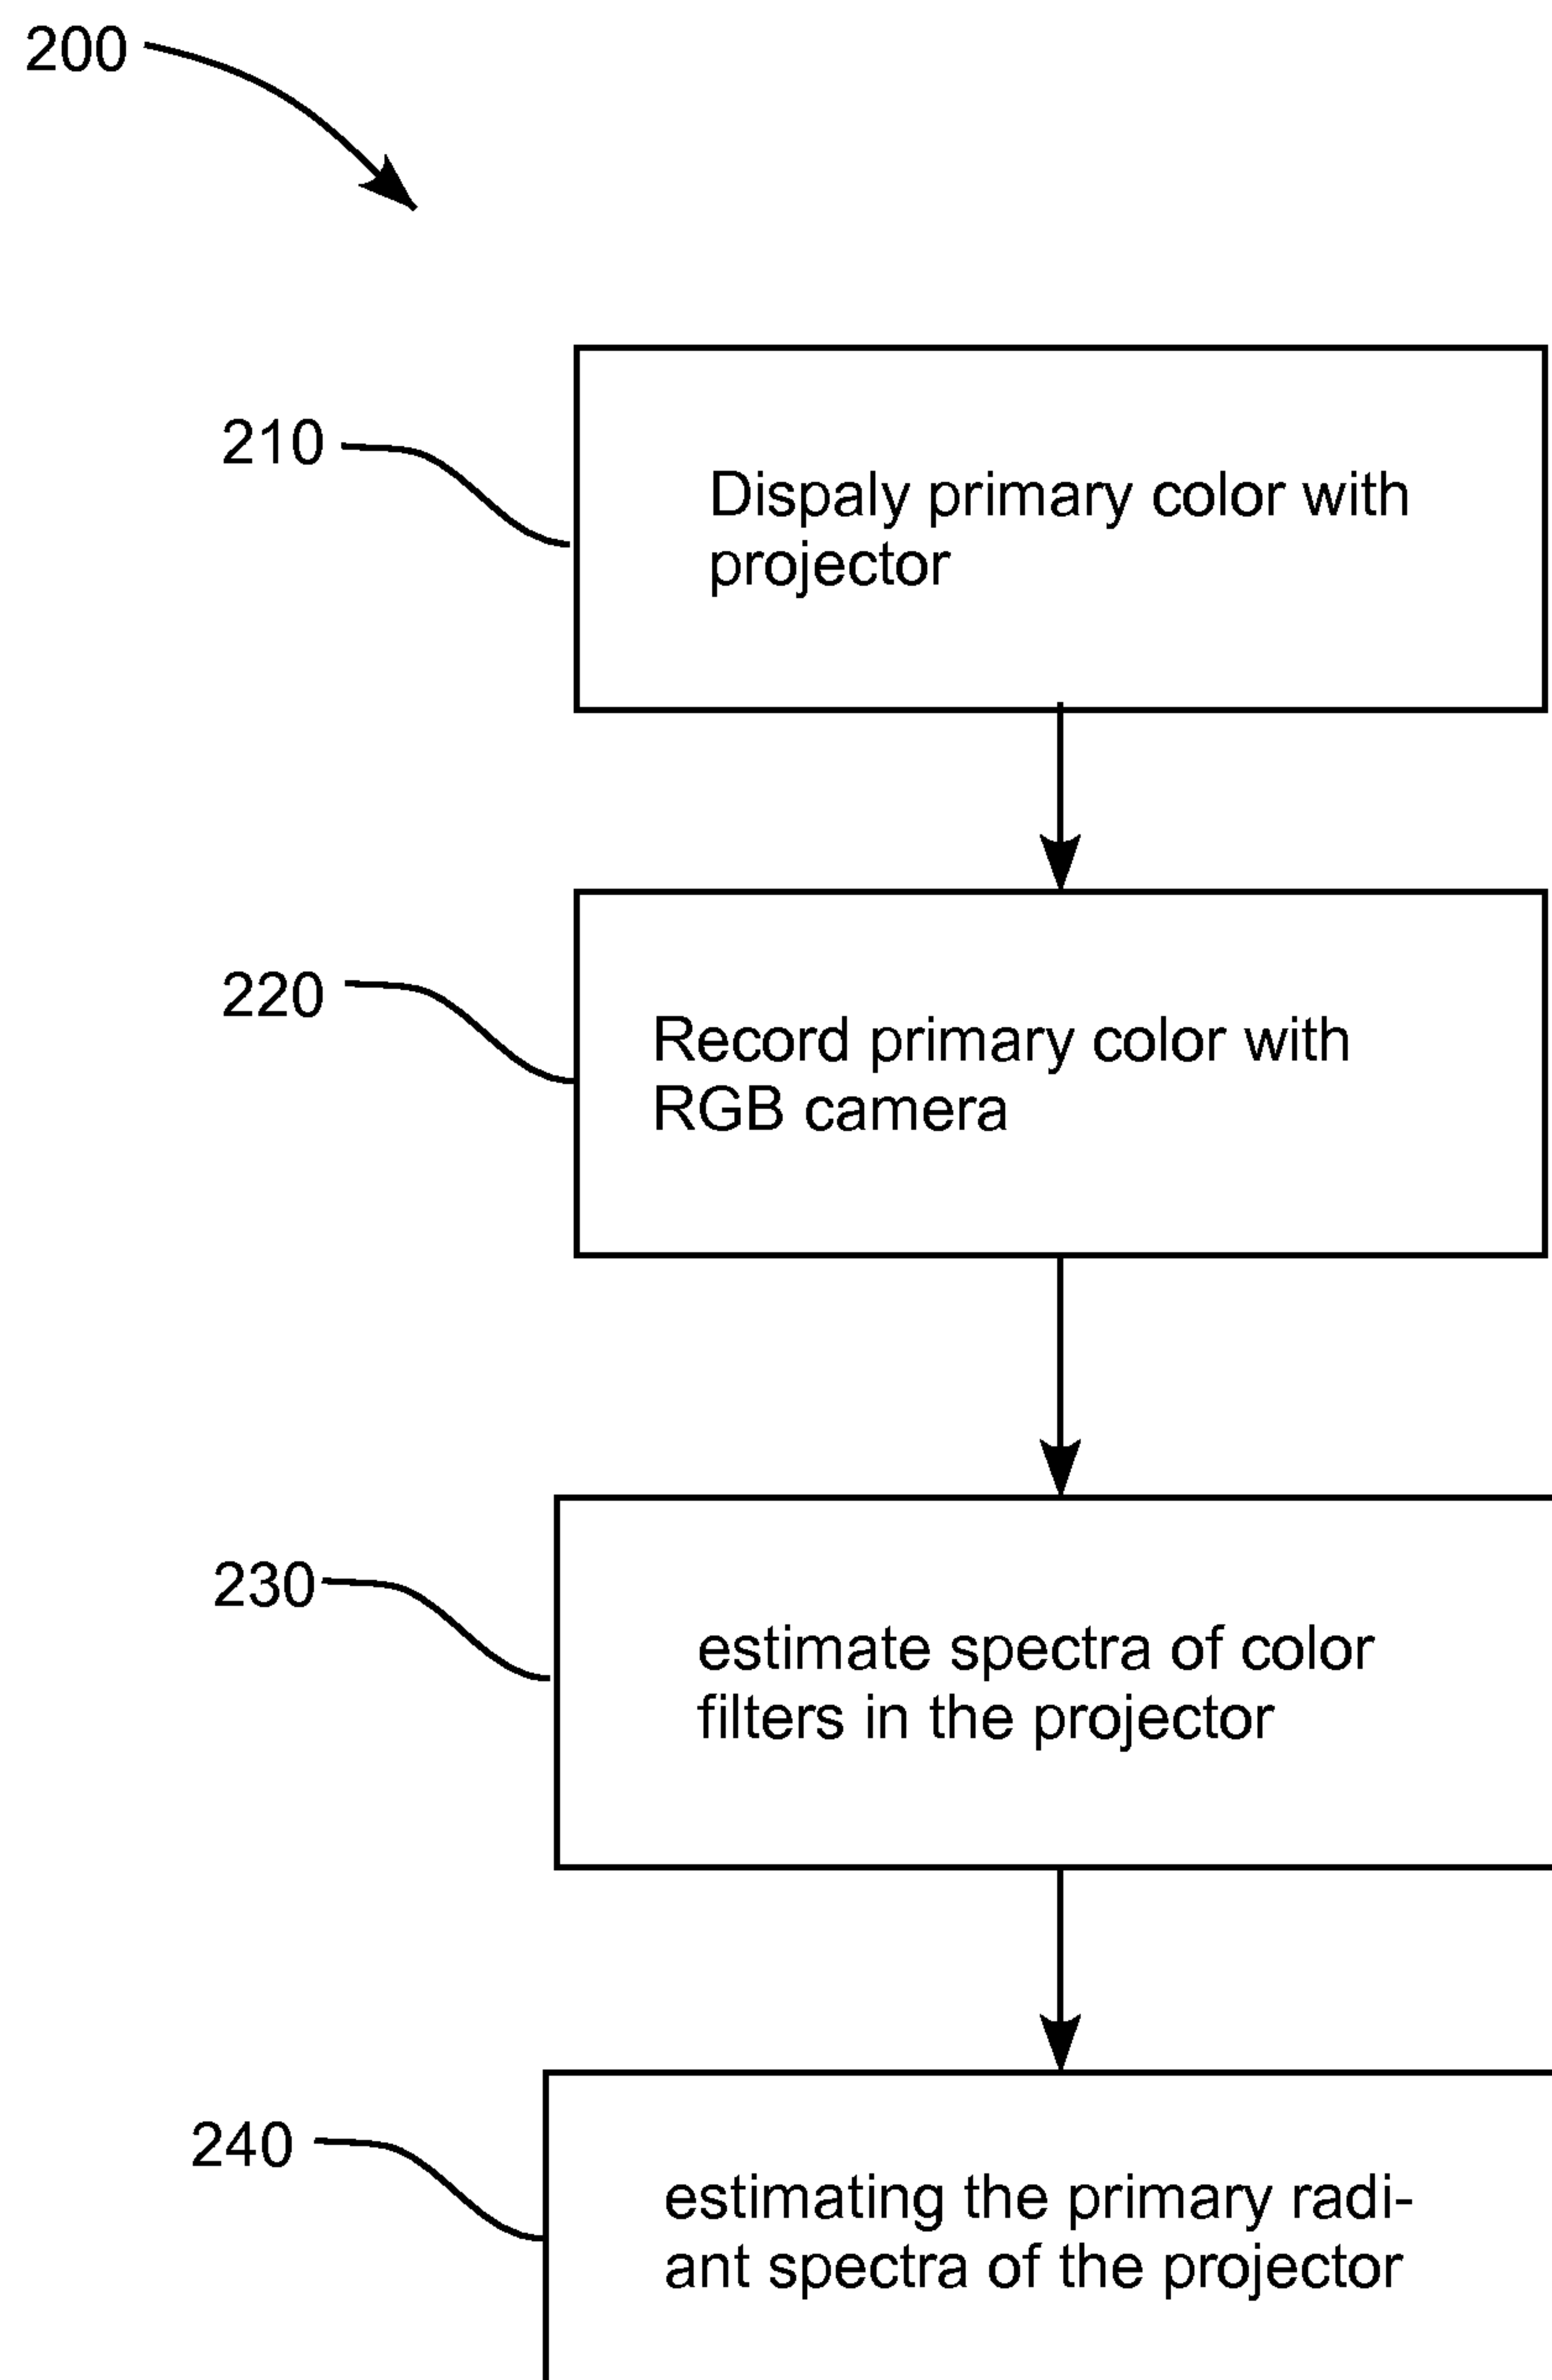 200
210
Dispaly primary color with
projector
220
Record primary color with
RGB camera
230
estimate spectra of color
filters in the projector
240
estimating the primary radi-
ant spectra of the projector